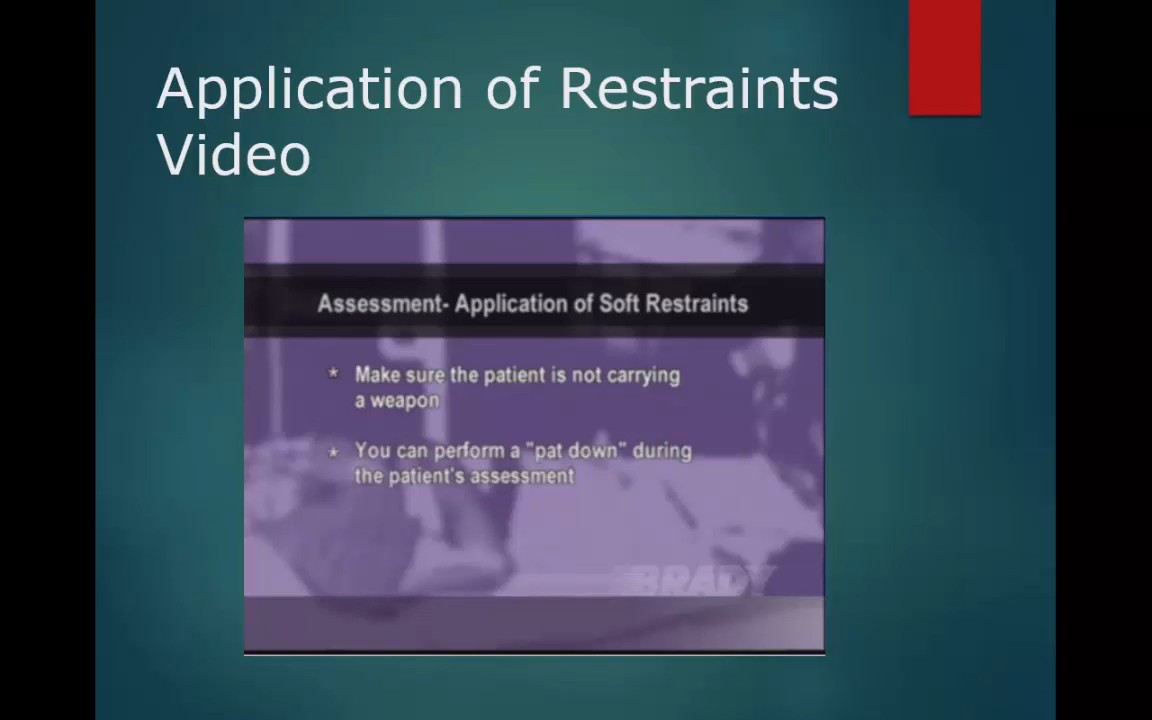 Application of Restraints
Video
Assessment- Application of Soft Restraints
* Make sure the patient is not carrying
a weapon
* You can perform a "pat down" during
the patient's assessment
BRADY